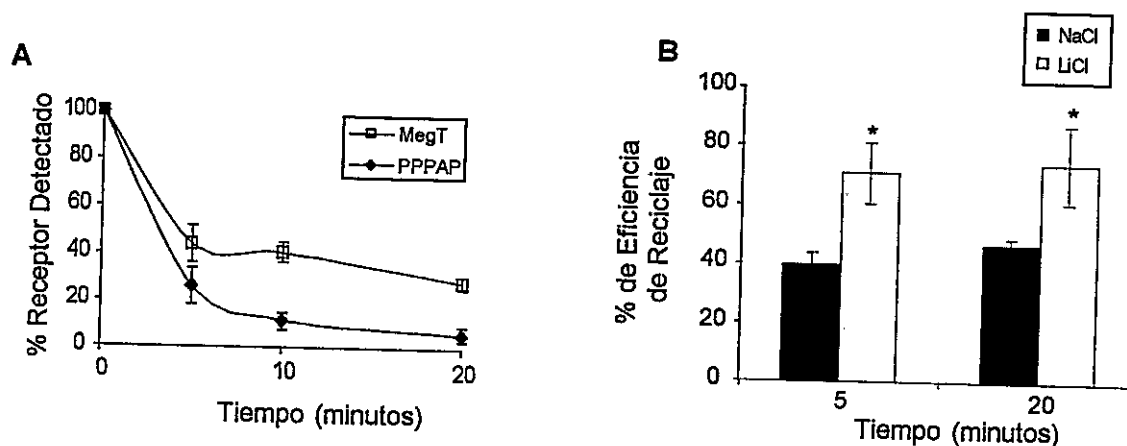 A
% Receptor Detectado
100
80
60
40
20
0
0
10
20
Tiempo (minutos)
MegT
PPPAP
B
NaCl
LiCl
% de Eficiencia
de Reciclaje
100
80
60
40
20
0
*
*
5
20
Tiempo (minutos)